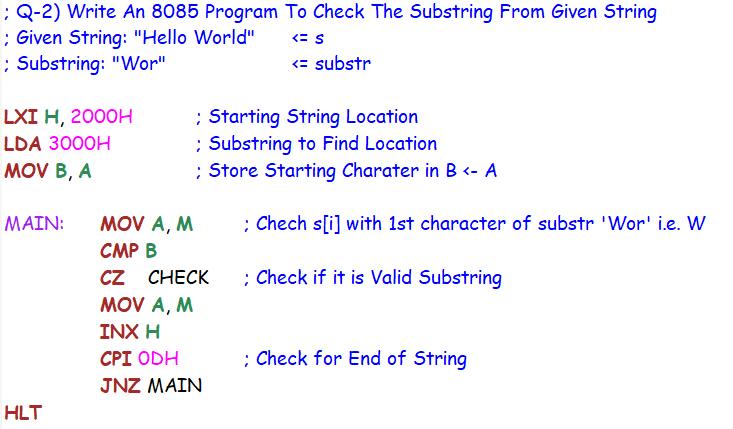 ; Q-2) Write An 8085 Program To Check The Substring From Given String
; Given String: "Hello World" <= s
; Substring: "Wor" <= substr
LXI H, 2000H ; Starting String Location
LDA 3000H ; Substring to Find Location
MOV B, A ; Store Starting Charater in B <- A
MAIN: MOV A, M ; Chech s[i] with 1st character of substr 'Wor' i.e. W
CMP B
CZ CHECK ; Check if it is Valid Substring
MOV A, M
INX H
CPI 0DH ; Check for End of String
JNZ MAIN
HLT